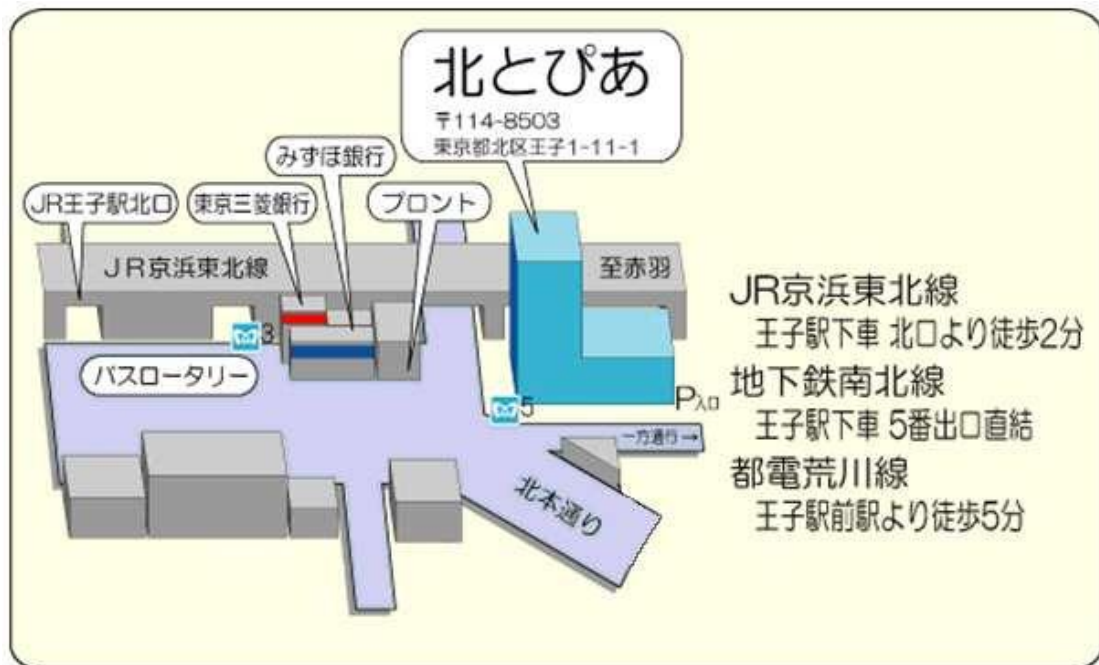 北とぴあ
〒114-8503
東京都北区王子1-11-1
みずほ銀行
JR王子駅北口
東京三菱銀行
プロント
JR京浜東北線
至赤羽
3
バスロータリー
5
P入口
一方通行→
北本通り
JR京浜東北線
王子駅下車 北口より徒歩2分
地下鉄南北線
王子駅下車 5番出口直結
都電荒川線
王子駅前駅より徒歩5分